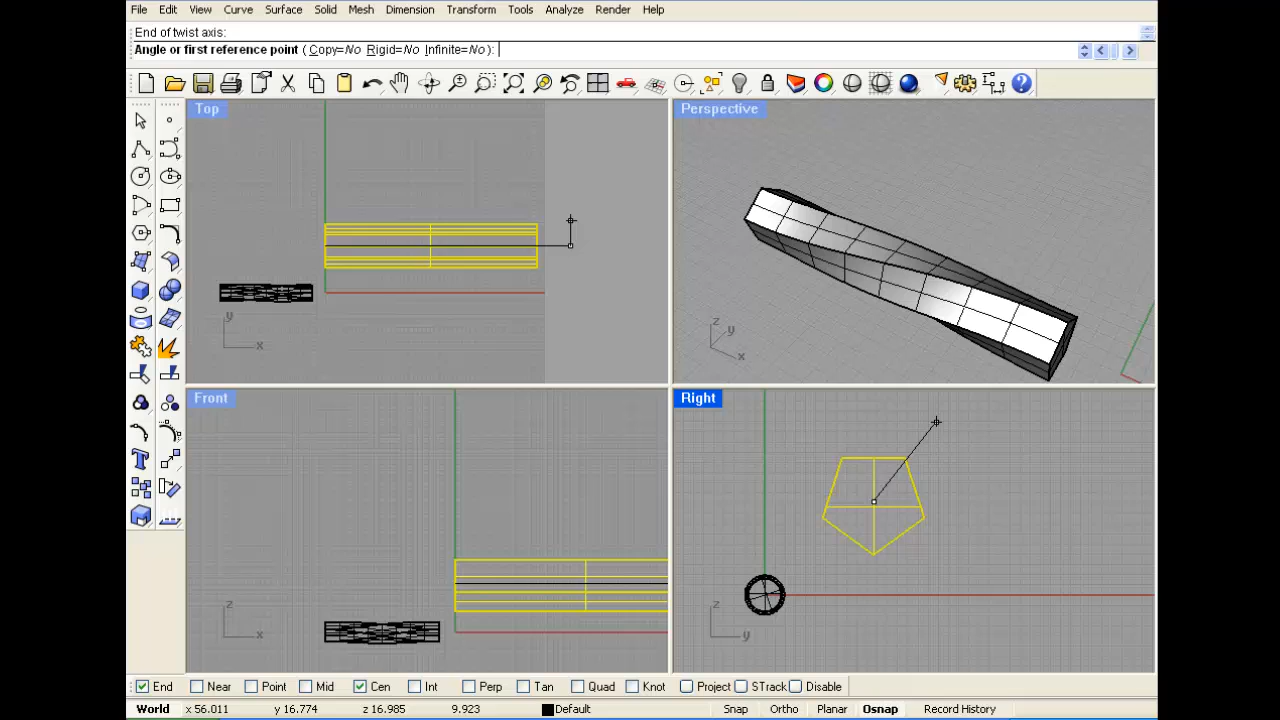 File Edit View Curve Surface Solid Mesh Dimension Transform Tools Analyze Render Help
End of twist axis:
Angle or first reference point ( Copy=No Rigid=No Infinite=No ):
Top
Perspective
y
x
z
y
x
Front
Right
z
x
z
y
End Near Point Mid Cen Int Perp Tan Quad Knot Project STrack Disable
World x 56.011 y 16.774 z 16.985 9.923 Default Snap Ortho Planar Osnap Record History